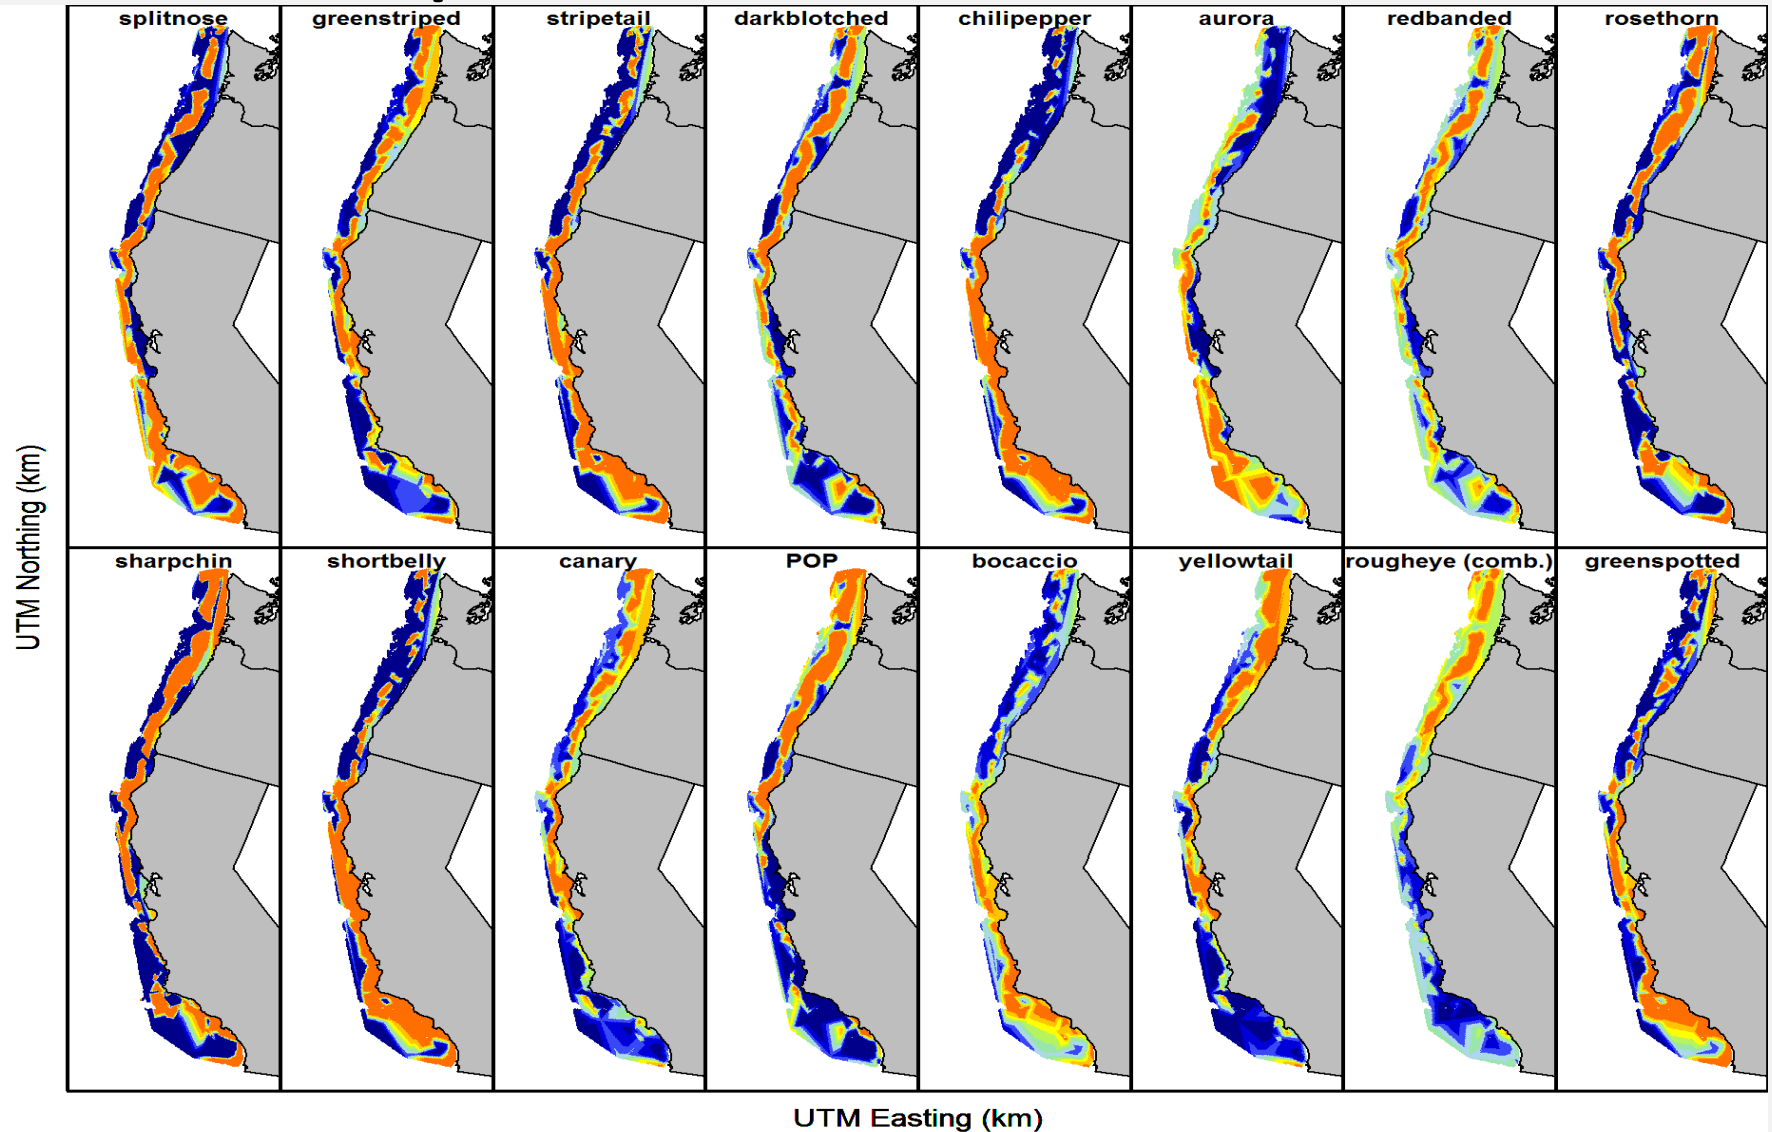 splitnose greenstriped stripetail darkblotched chilipepper aurora redbanded rosethorn
sharpchin shortbelly canary POP bocaccio yellowtail rougheye (comb.) greenspotted
UTM Northing (km)
UTM Easting (km)